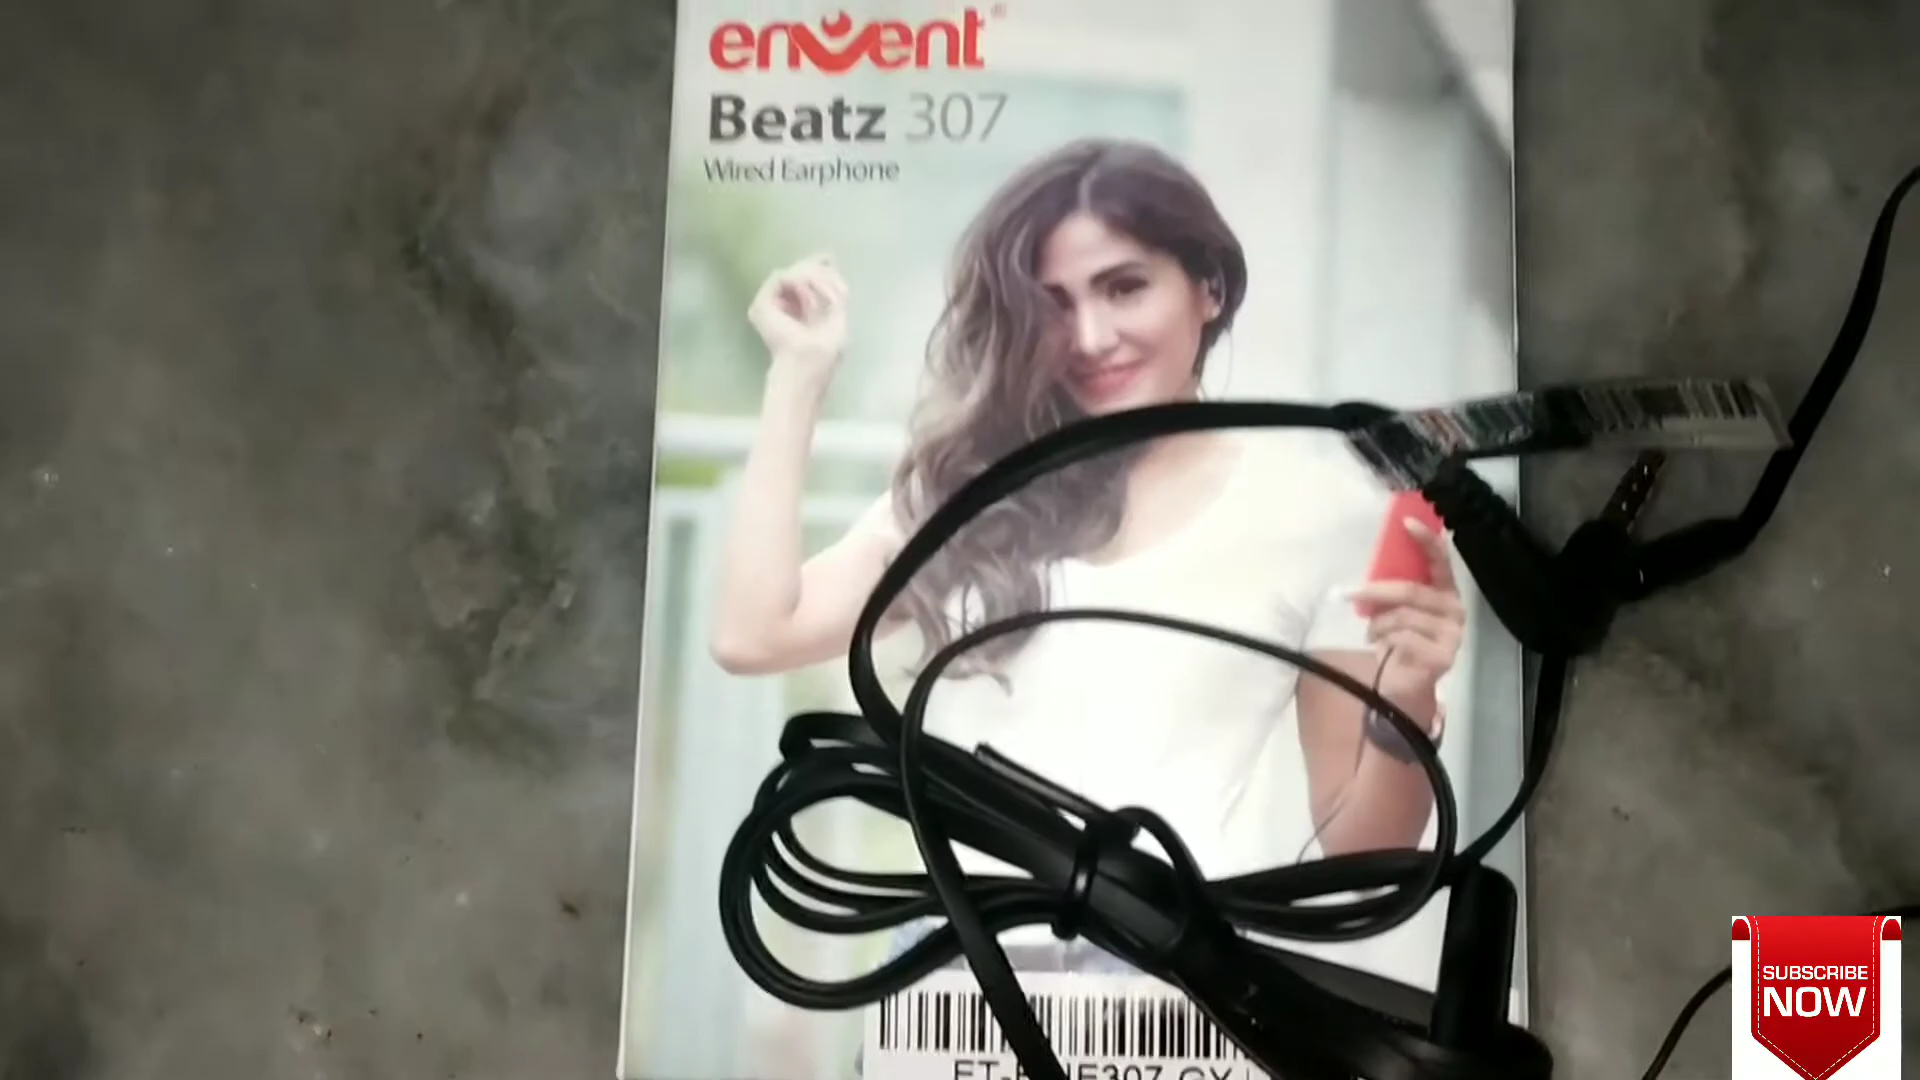 envent
Beatz 307
Wired Earphone
SUBSCRIBE
NOW